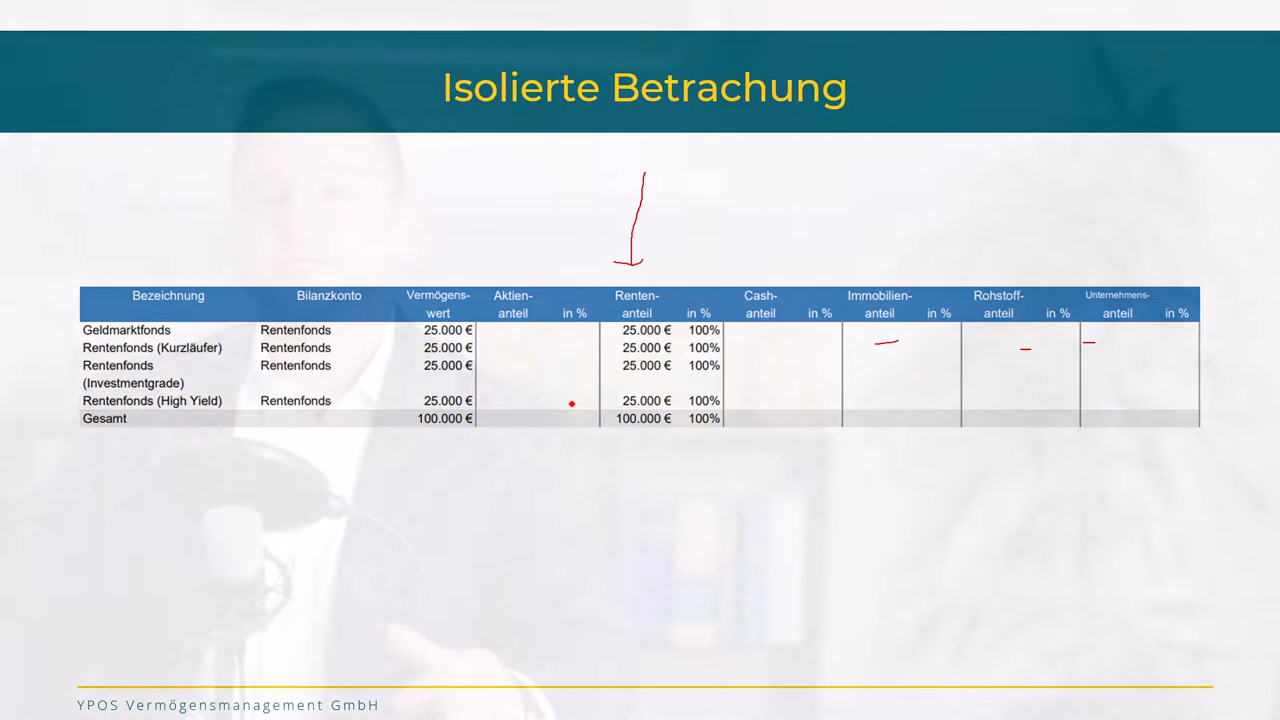 Isolierte Betrachung
Bezeichnung Bilanzkonto Vermögens- Aktien- Renten- Cash- Immobilien- Rohstoff- Unternehmens-
wert anteil in % anteil in % anteil in % anteil in % anteil in % anteil in %
Geldmarktfonds Rentenfonds 25.000 € 25.000 € 100%
Rentenfonds (Kurzläufer) Rentenfonds 25.000 € 25.000 € 100%
Rentenfonds Rentenfonds 25.000 € 25.000 € 100%
(Investmentgrade)
Rentenfonds (High Yield) Rentenfonds 25.000 € 25.000 € 100%
Gesamt 100.000 € 100.000 € 100%
YPOS Vermögensmanagement GmbH